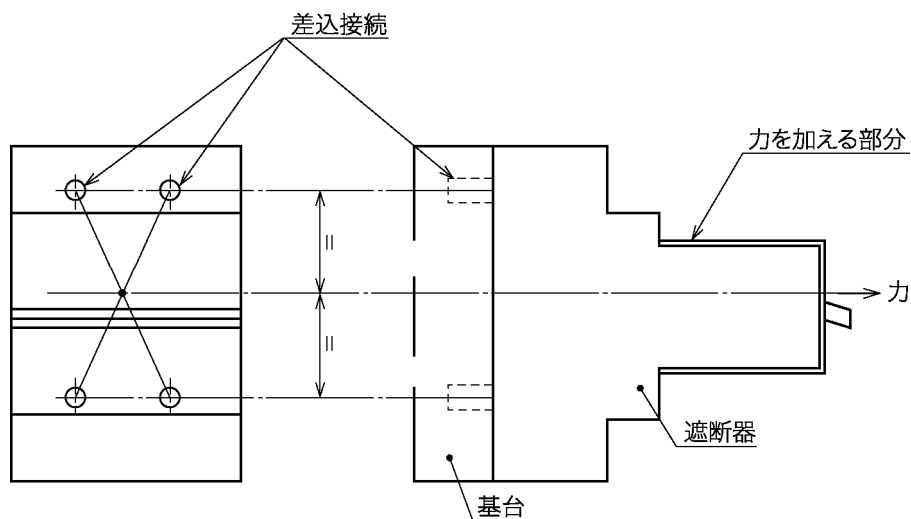 差込接続
力を加える部分
=
力
=
遮断器
基台